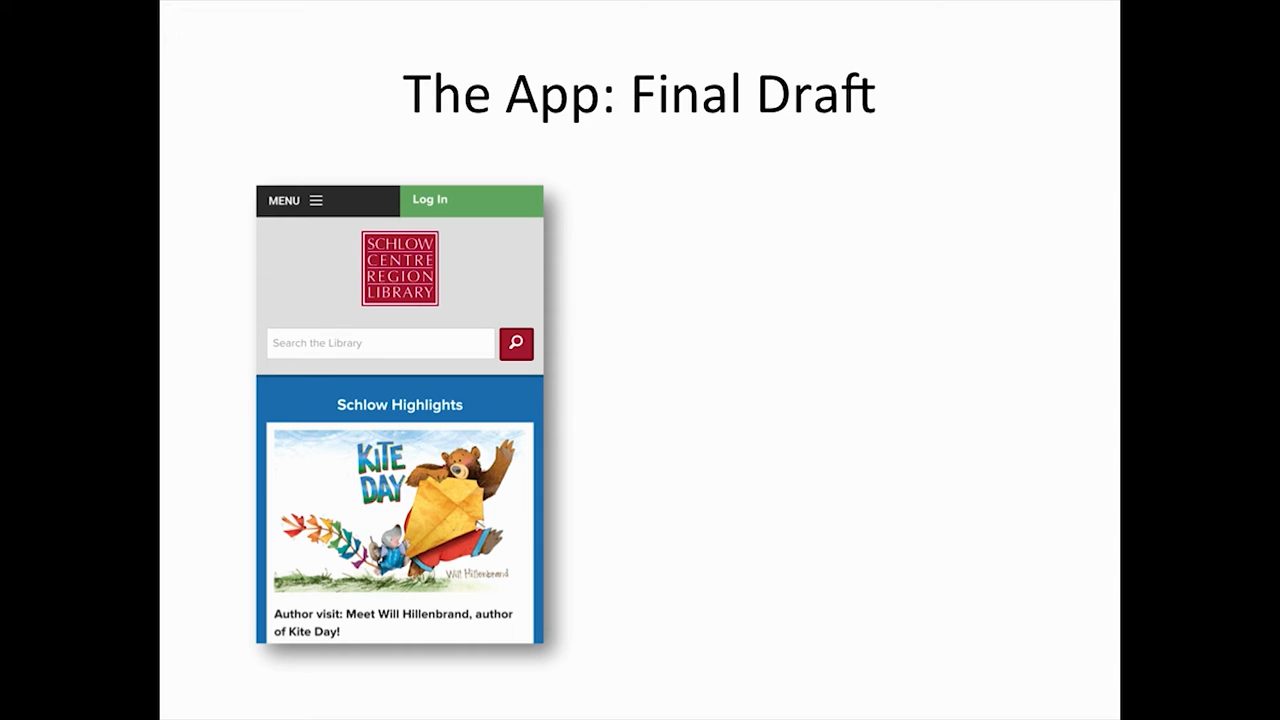 The App: Final Draft
MENU
Log In
SCHLOW
CENTRE
REGION
LIBRARY
Search the Library
Schlow Highlights
KITE
DAY
Will Hillenbrand
Author visit: Meet Will Hillenbrand, author
of Kite Day!